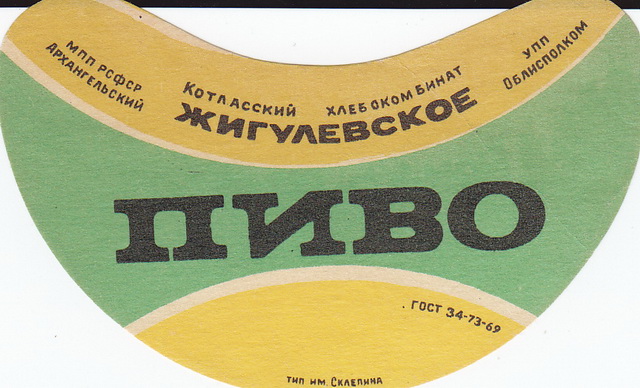 МПП РСФСР
АРХАНГЕЛЬСКИЙ
КОТЛАССКИЙ ХЛЕБОКОМБИНАТ
УПП
ОБЛИСПОЛКОМ
ЖИГУЛЕВСКОЕ
ПИВО
ГОСТ 34-73-69
ТИП ИМ. СКЛЕПИНА